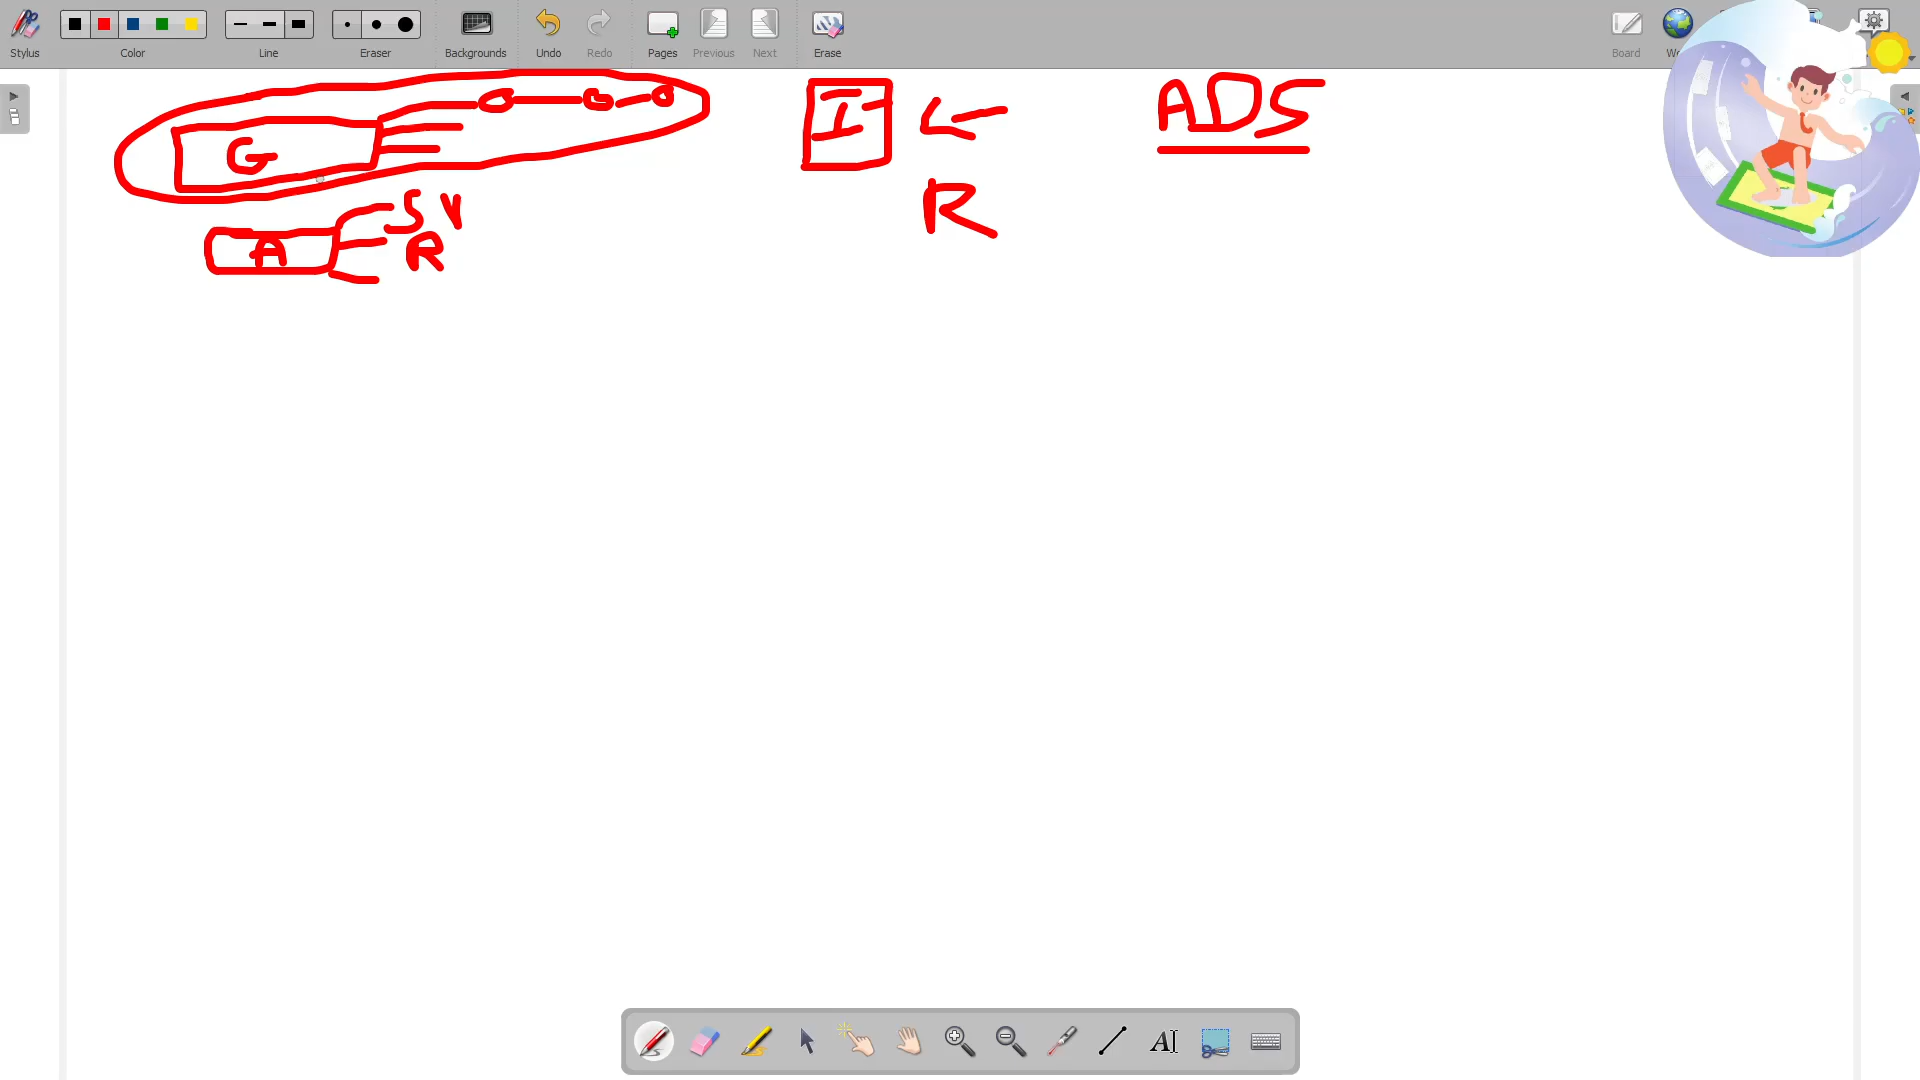 Stylus
Color
Line
Eraser
Backgrounds
Undo
Redo
Pages
Previous
Next
Erase
Board
G
I
ADS
R
S V
A
R